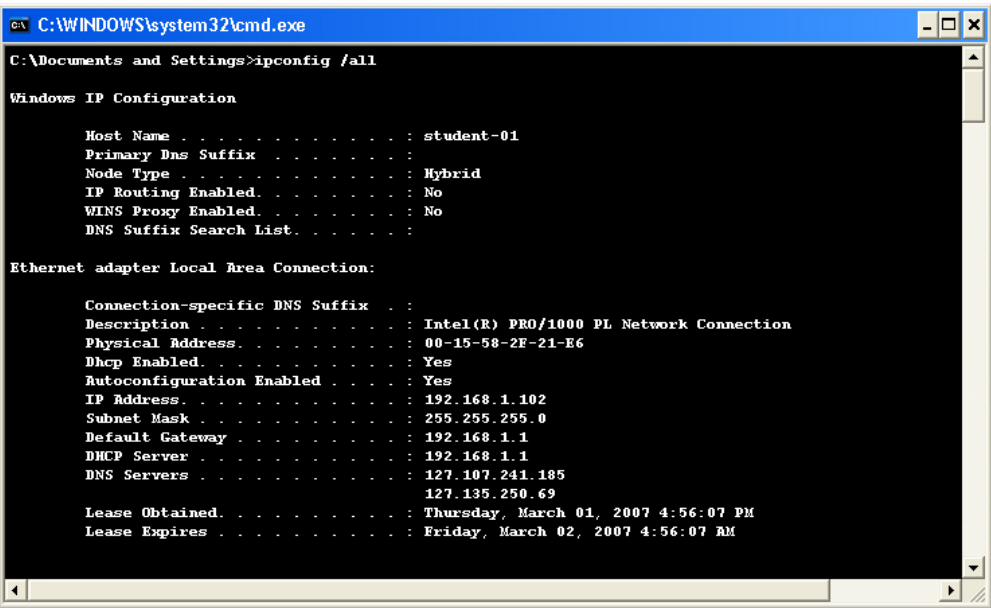 C:\WINDOWS\system32\cmd.exe
C:\Documents and Settings>ipconfig /all
Windows IP Configuration
Host Name . . . . . . . . . . . . : student-01
Primary Dns Suffix . . . . . . . :
Node Type . . . . . . . . . . . . : Hybrid
IP Routing Enabled. . . . . . . . : No
WINS Proxy Enabled. . . . . . . . : No
DNS Suffix Search List. . . . . . :
Ethernet adapter Local Area Connection:
Connection-specific DNS Suffix . :
Description . . . . . . . . . . . : Intel(R) PRO/1000 PL Network Connection
Physical Address. . . . . . . . . : 00-15-58-2F-21-E6
Dhcp Enabled. . . . . . . . . . . : Yes
Autoconfiguration Enabled . . . . : Yes
IP Address. . . . . . . . . . . . : 192.168.1.102
Subnet Mask . . . . . . . . . . . : 255.255.255.0
Default Gateway . . . . . . . . . : 192.168.1.1
DHCP Server . . . . . . . . . . . : 192.168.1.1
DNS Servers . . . . . . . . . . . : 127.107.241.185
127.135.250.69
Lease Obtained. . . . . . . . . . : Thursday, March 01, 2007 4:56:07 PM
Lease Expires . . . . . . . . . . : Friday, March 02, 2007 4:56:07 AM